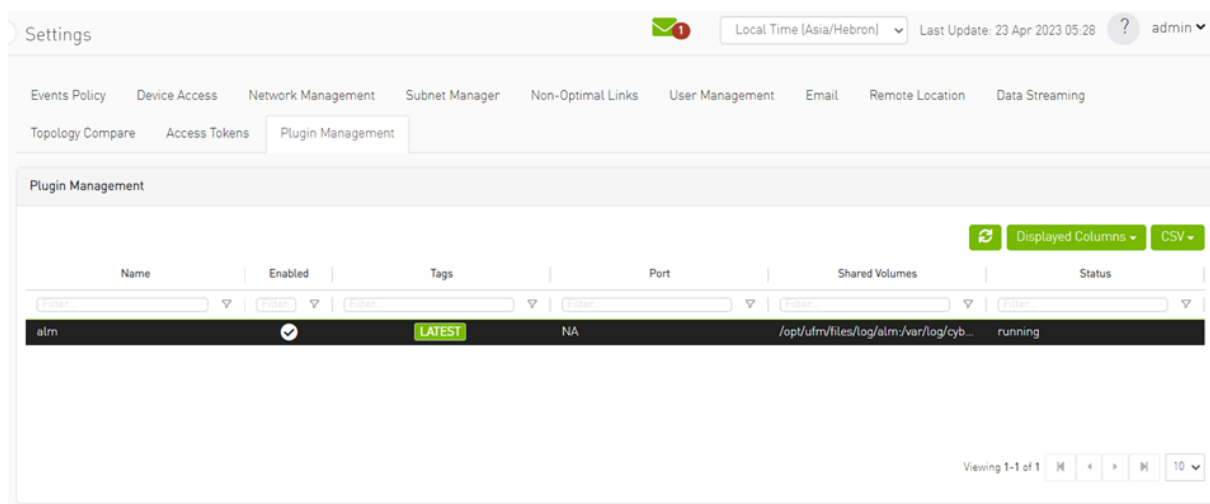 Settings 1 Local Time (Asia/Hebron) Last Update: 23 Apr 2023 05:28 ? admin
Events Policy Device Access Network Management Subnet Manager Non-Optimal Links User Management Email Remote Location Data Streaming
Topology Compare Access Tokens Plugin Management
Plugin Management
Displayed Columns CSV
Name Enabled Tags Port Shared Volumes Status
Filter... Filter... Filter... Filter... Filter... Filter...
alm LATEST NA /opt/ufm/files/log/alm:/var/log/cyb... running
Viewing 1-1 of 1 10